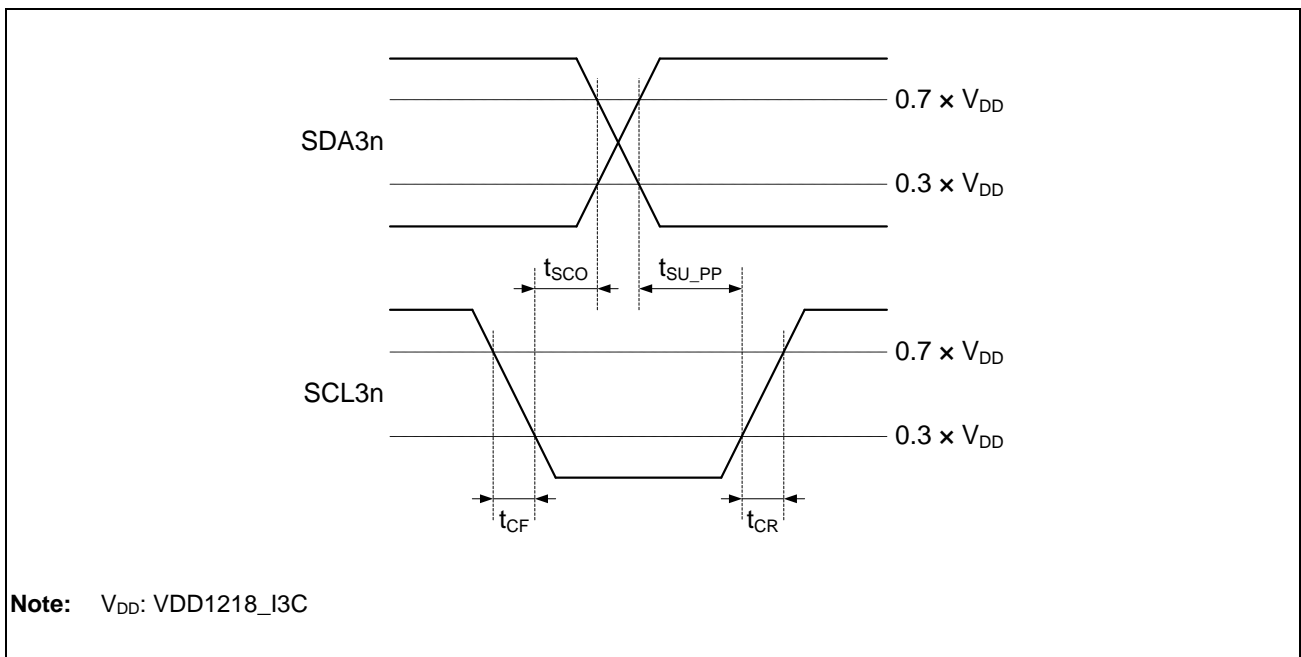 0.7 × VDD
SDA3n
0.3 × VDD
tSCO
tSU_PP
0.7 × VDD
SCL3n
0.3 × VDD
tCF
tCR
Note: VDD: VDD1218_I3C